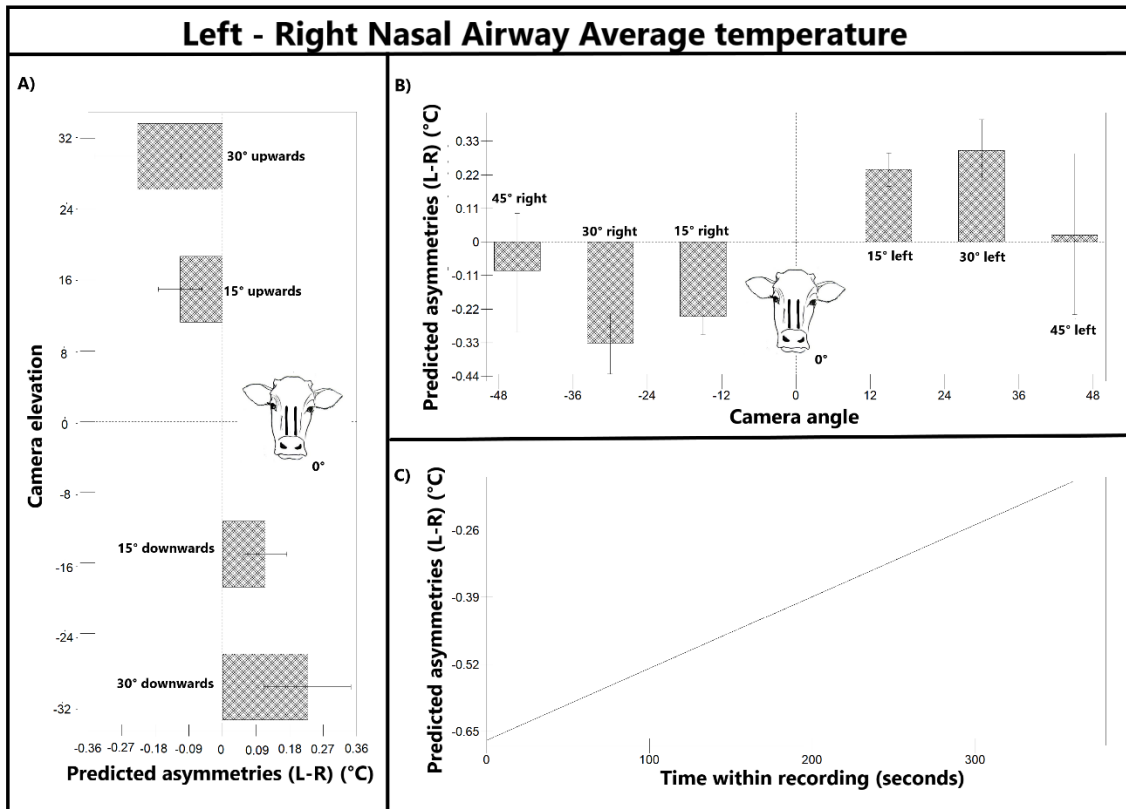 Left - Right Nasal Airway Average temperature
A)
Camera elevation
32
24
16
8
0
-8
-16
-24
-32
30° upwards
15° upwards
0°
15° downwards
30° downwards
-0.36 -0.27 -0.18 -0.09 0 0.09 0.18 0.27 0.36
Predicted asymmetries (L-R) (°C)
B)
Predicted asymmetries (L-R) (°C)
0.33
0.22
0.11
0
-0.11
-0.22
-0.33
-0.44
45° right
30° right
15° right
0°
15° left
30° left
45° left
-48 -36 -24 -12 0 12 24 36 48
Camera angle
C)
Predicted asymmetries (L-R) (°C)
-0.26
-0.39
-0.52
-0.65
0 100 200 300
Time within recording (seconds)